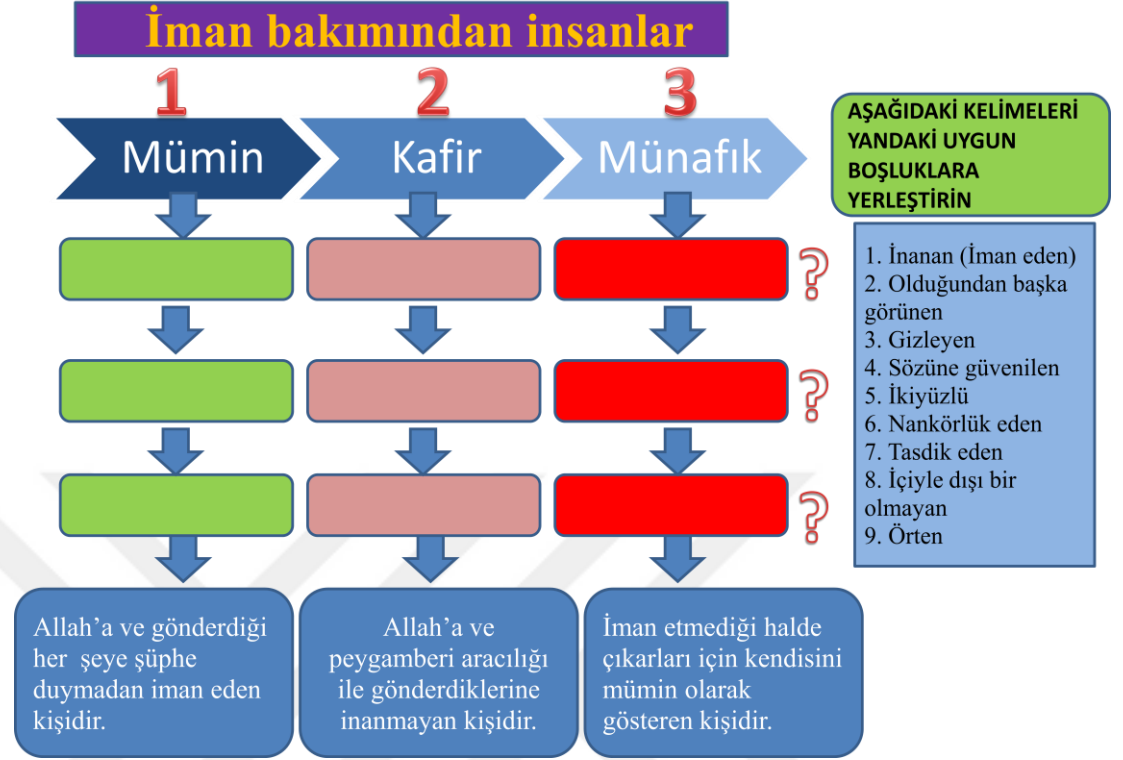 İman bakımından insanlar
1
2
3
Mümin
Kafir
Münafık
?
?
?
AŞAĞIDAKİ KELİMELERİ
YANDAKİ UYGUN
BOŞLUKLARA
YERLEŞTİRİN
1. İnanan (İman eden)
2. Olduğundan başka
görünen
3. Gizleyen
4. Sözüne güvenilen
5. İkiyüzlü
6. Nankörlük eden
7. Tasdik eden
8. İçiyle dışı bir
olmayan
9. Örten
Allah’a ve gönderdiği
her şeye şüphe
duymadan iman eden
kişidir.
Allah’a ve
peygamberi aracılığı
ile gönderdiklerine
inanmayan kişidir.
İman etmediği halde
çıkarları için kendisini
mümin olarak
gösteren kişidir.